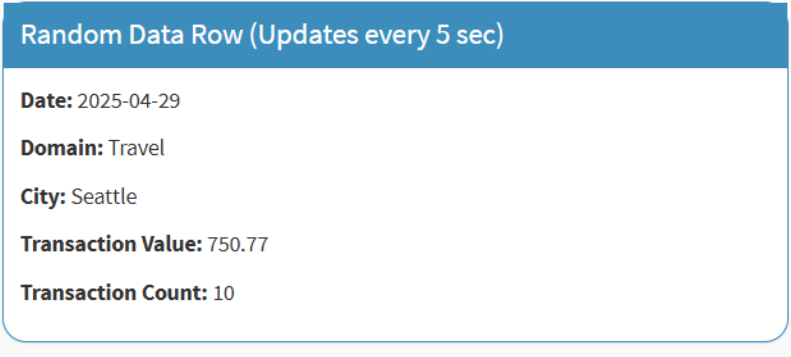 Random Data Row (Updates every 5 sec)
Date: 2025-04-29
Domain: Travel
City: Seattle
Transaction Value: 750.77
Transaction Count: 10